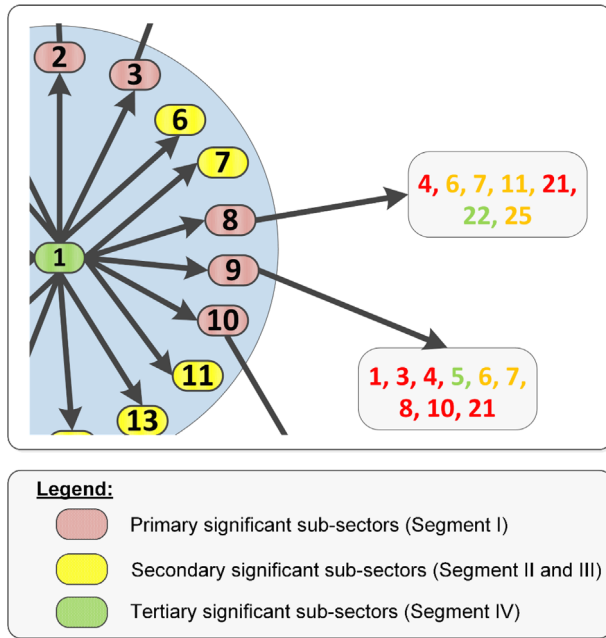 2
3
6
7
4, 6, 7, 11, 21,
22, 25
8
1
9
10
1, 3, 4, 5, 6, 7,
8, 10, 21
11
13
Legend:
Primary significant sub-sectors (Segment I)
Secondary significant sub-sectors (Segment II and III)
Tertiary significant sub-sectors (Segment IV)